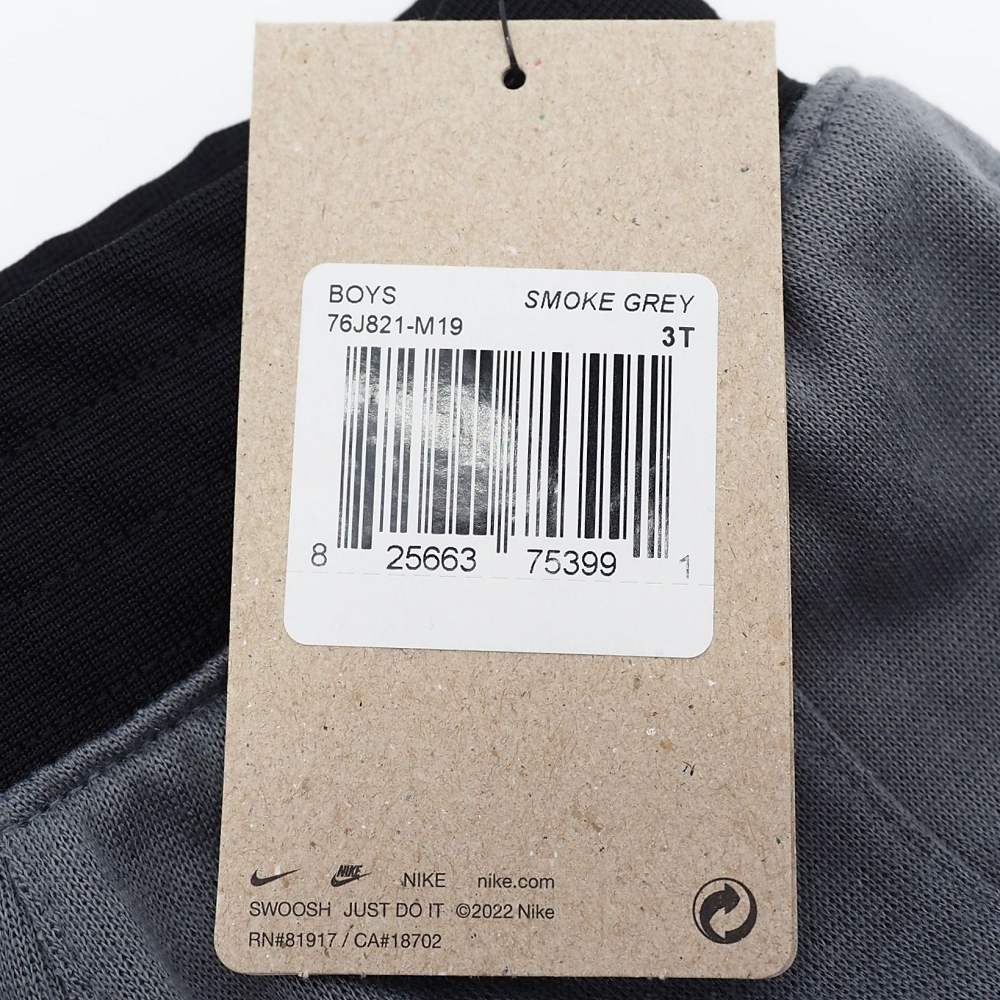 BOYS SMOKE GREY
76J821-M19 3T
8 25663 75399 1
NIKE NIKE nike.com
SWOOSH JUST DO IT ©2022 Nike
RN#81917 / CA#18702